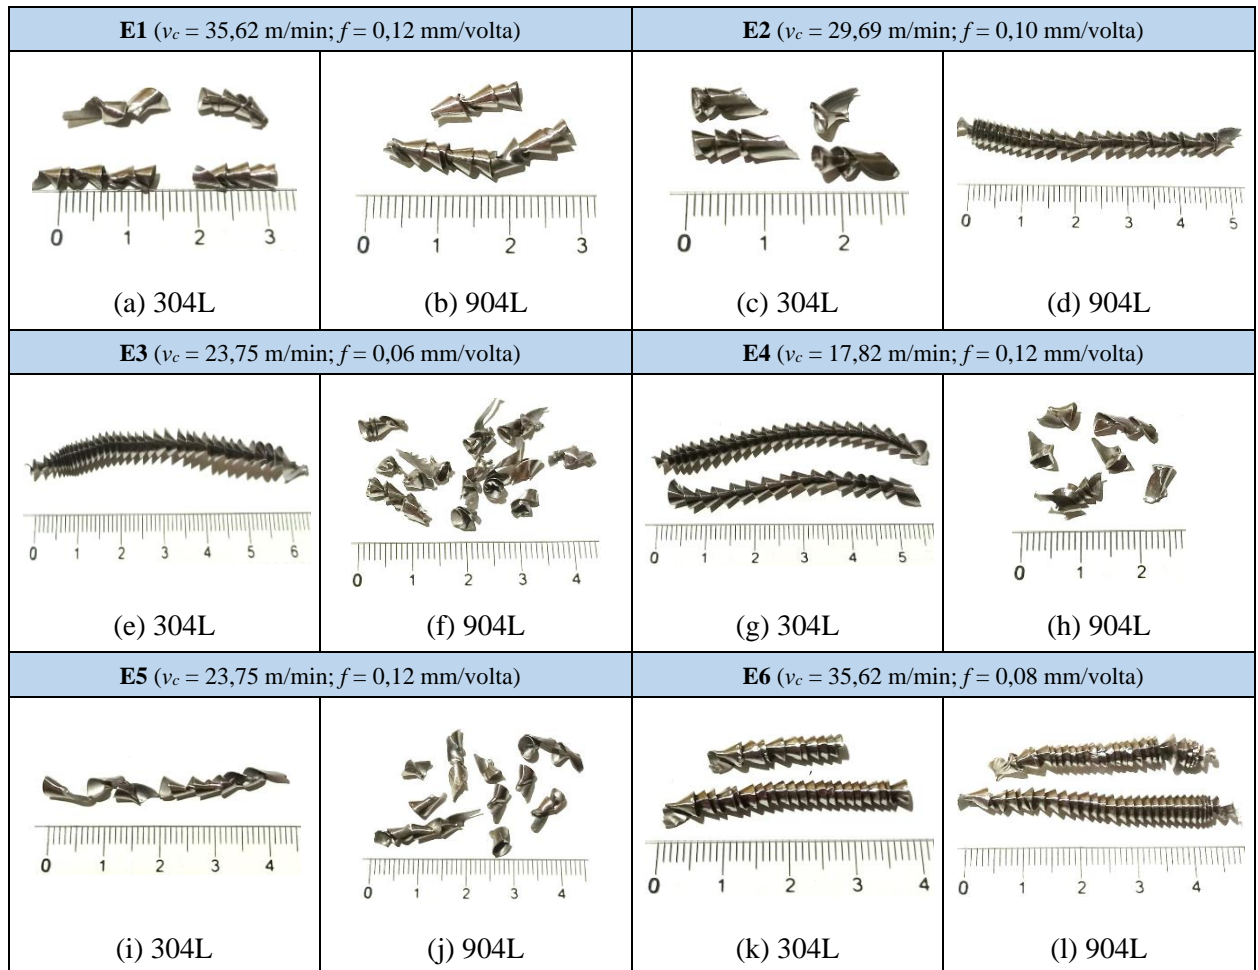 E1 (vc = 35,62 m/min; f = 0,12 mm/volta)
E2 (vc = 29,69 m/min; f = 0,10 mm/volta)
0 1 2 3
0 1 2 3
0 1 2
0 1 2 3 4 5
(a) 304L
(b) 904L
(c) 304L
(d) 904L
E3 (vc = 23,75 m/min; f = 0,06 mm/volta)
E4 (vc = 17,82 m/min; f = 0,12 mm/volta)
0 1 2 3 4 5 6
0 1 2 3 4
0 1 2 3 4 5
0 1 2
(e) 304L
(f) 904L
(g) 304L
(h) 904L
E5 (vc = 23,75 m/min; f = 0,12 mm/volta)
E6 (vc = 35,62 m/min; f = 0,08 mm/volta)
0 1 2 3 4
0 1 2 3 4
0 1 2 3 4
0 1 2 3 4
(i) 304L
(j) 904L
(k) 304L
(l) 904L